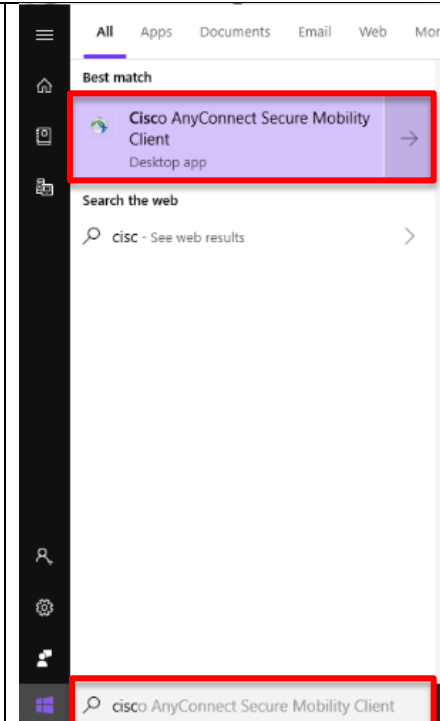 All Apps Documents Email Web Mor
Best match
Cisco AnyConnect Secure Mobility
Client
Desktop app
Search the web
cisc - See web results
cisco AnyConnect Secure Mobility Client